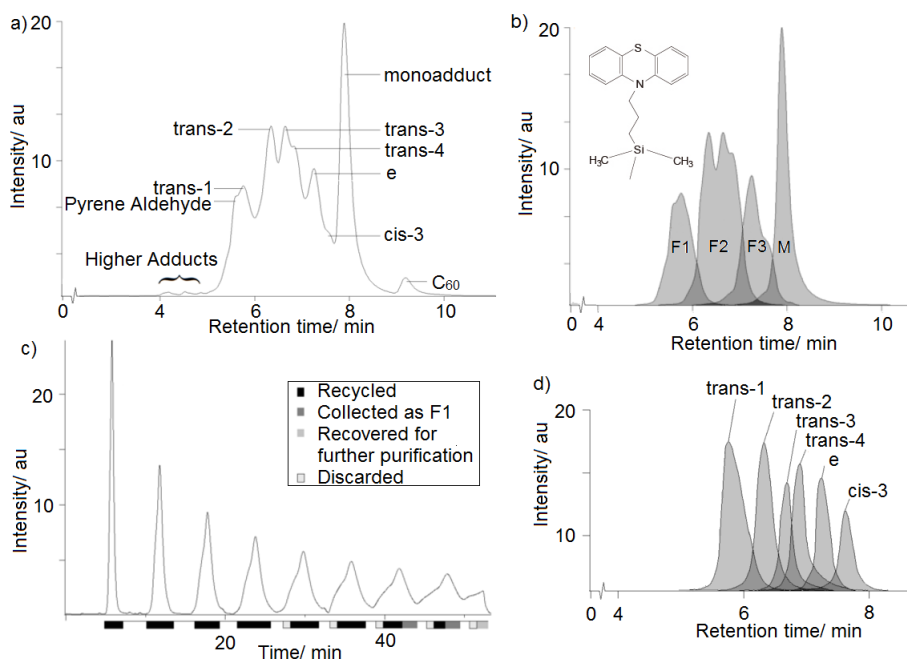 a)
20
10
Intensity/ au
trans-2
trans-1
Pyrene Aldehyde
Higher Adducts
monoadduct
trans-3
trans-4
e
cis-3
C₆₀
0 4 6 8 10
Retention time/ min
b)
20
10
Intensity/ au
S
N
Si
H₃C
CH₃
F1 F2 F3 M
0 4 6 8 10
Retention time/ min
c)
20
10
Intensity/ au
Recycled
Collected as F1
Recovered for
further purification
Discarded
20 40
Time/ min
d)
20
10
Intensity/ au
trans-1
trans-2
trans-3
trans-4
e
cis-3
0 4 6 8
Retention time/ min